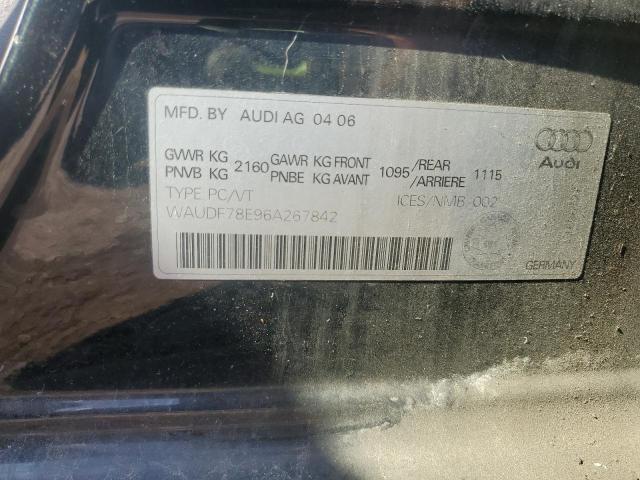 MFD. BY AUDI AG 04 06
GVWR KG 2160 GAWR KG FRONT 1095 /REAR 1115
PNVB KG PNBE KG AVANT /ARRIERE
TYPE PC/VT ICES/NMB-002
WAUDF78E96A267842
Audi
GERMANY